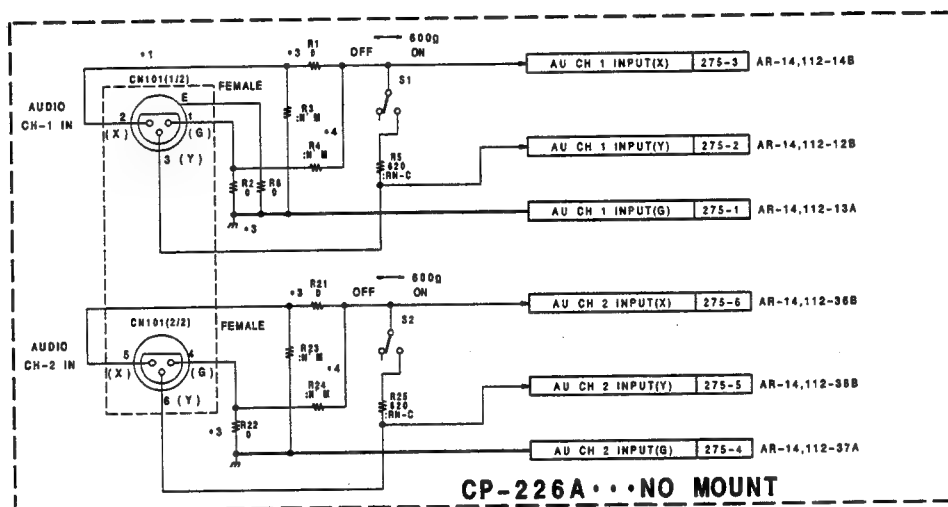 *1
*3 R1
0
OFF
600g
ON
AU CH 1 INPUT(X) 275-3 AR-14,112-14B
CN101(1/2)
FEMALE
S1
AUDIO
CH-1 IN
E
2
1
(X)
(G)
3 (Y)
R3
:N'M
*4
R4
:N'M
R5
620
:RN-C
AU CH 1 INPUT(Y) 275-2 AR-14,112-12B
R2
0
R6
0
*3
AU CH 1 INPUT(G) 275-1 AR-14,112-13A
*3 R21
0
OFF
600g
ON
AU CH 2 INPUT(X) 275-6 AR-14,112-36B
CN101(2/2)
FEMALE
S2
AUDIO
CH-2 IN
5
4
(X)
(G)
6 (Y)
R23
:N'M
*4
R24
:N'M
R25
620
:RN-C
AU CH 2 INPUT(Y) 275-5 AR-14,112-38B
*3
R22
0
AU CH 2 INPUT(G) 275-4 AR-14,112-37A
CP-226A···NO MOUNT